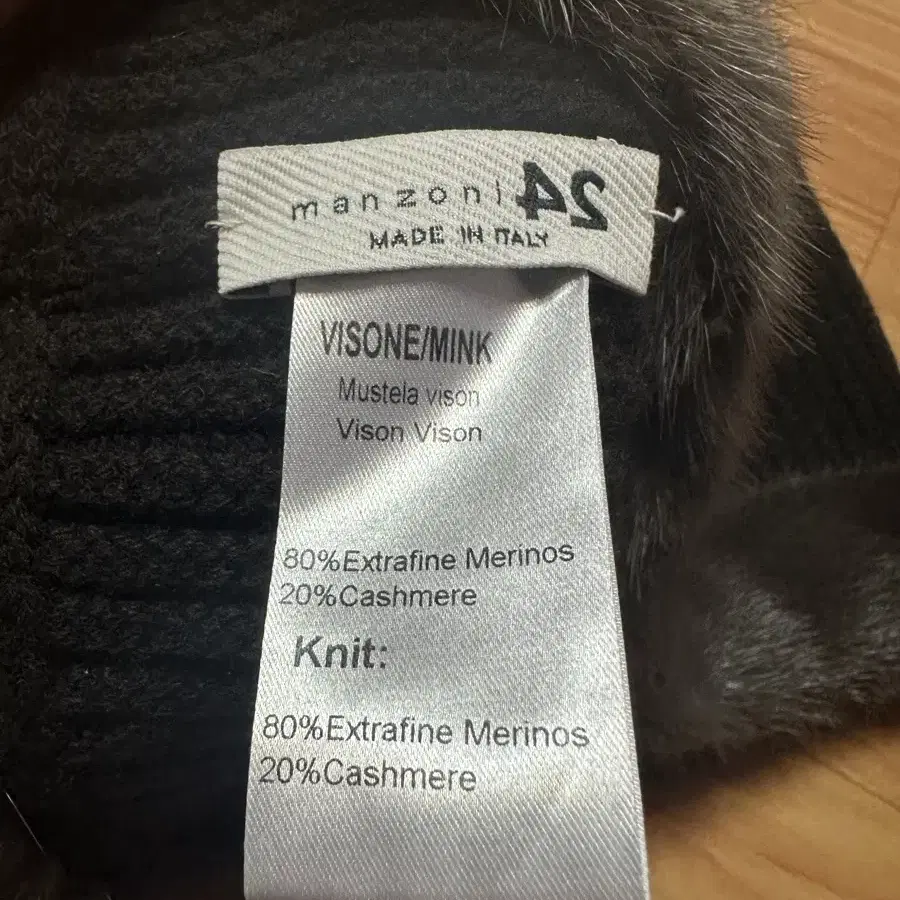 manzoni 24
MADE IN ITALY
VISONE/MINK
Mustela vison
Vison Vison
80%Extrafine Merinos
20%Cashmere
Knit:
80%Extrafine Merinos
20%Cashmere